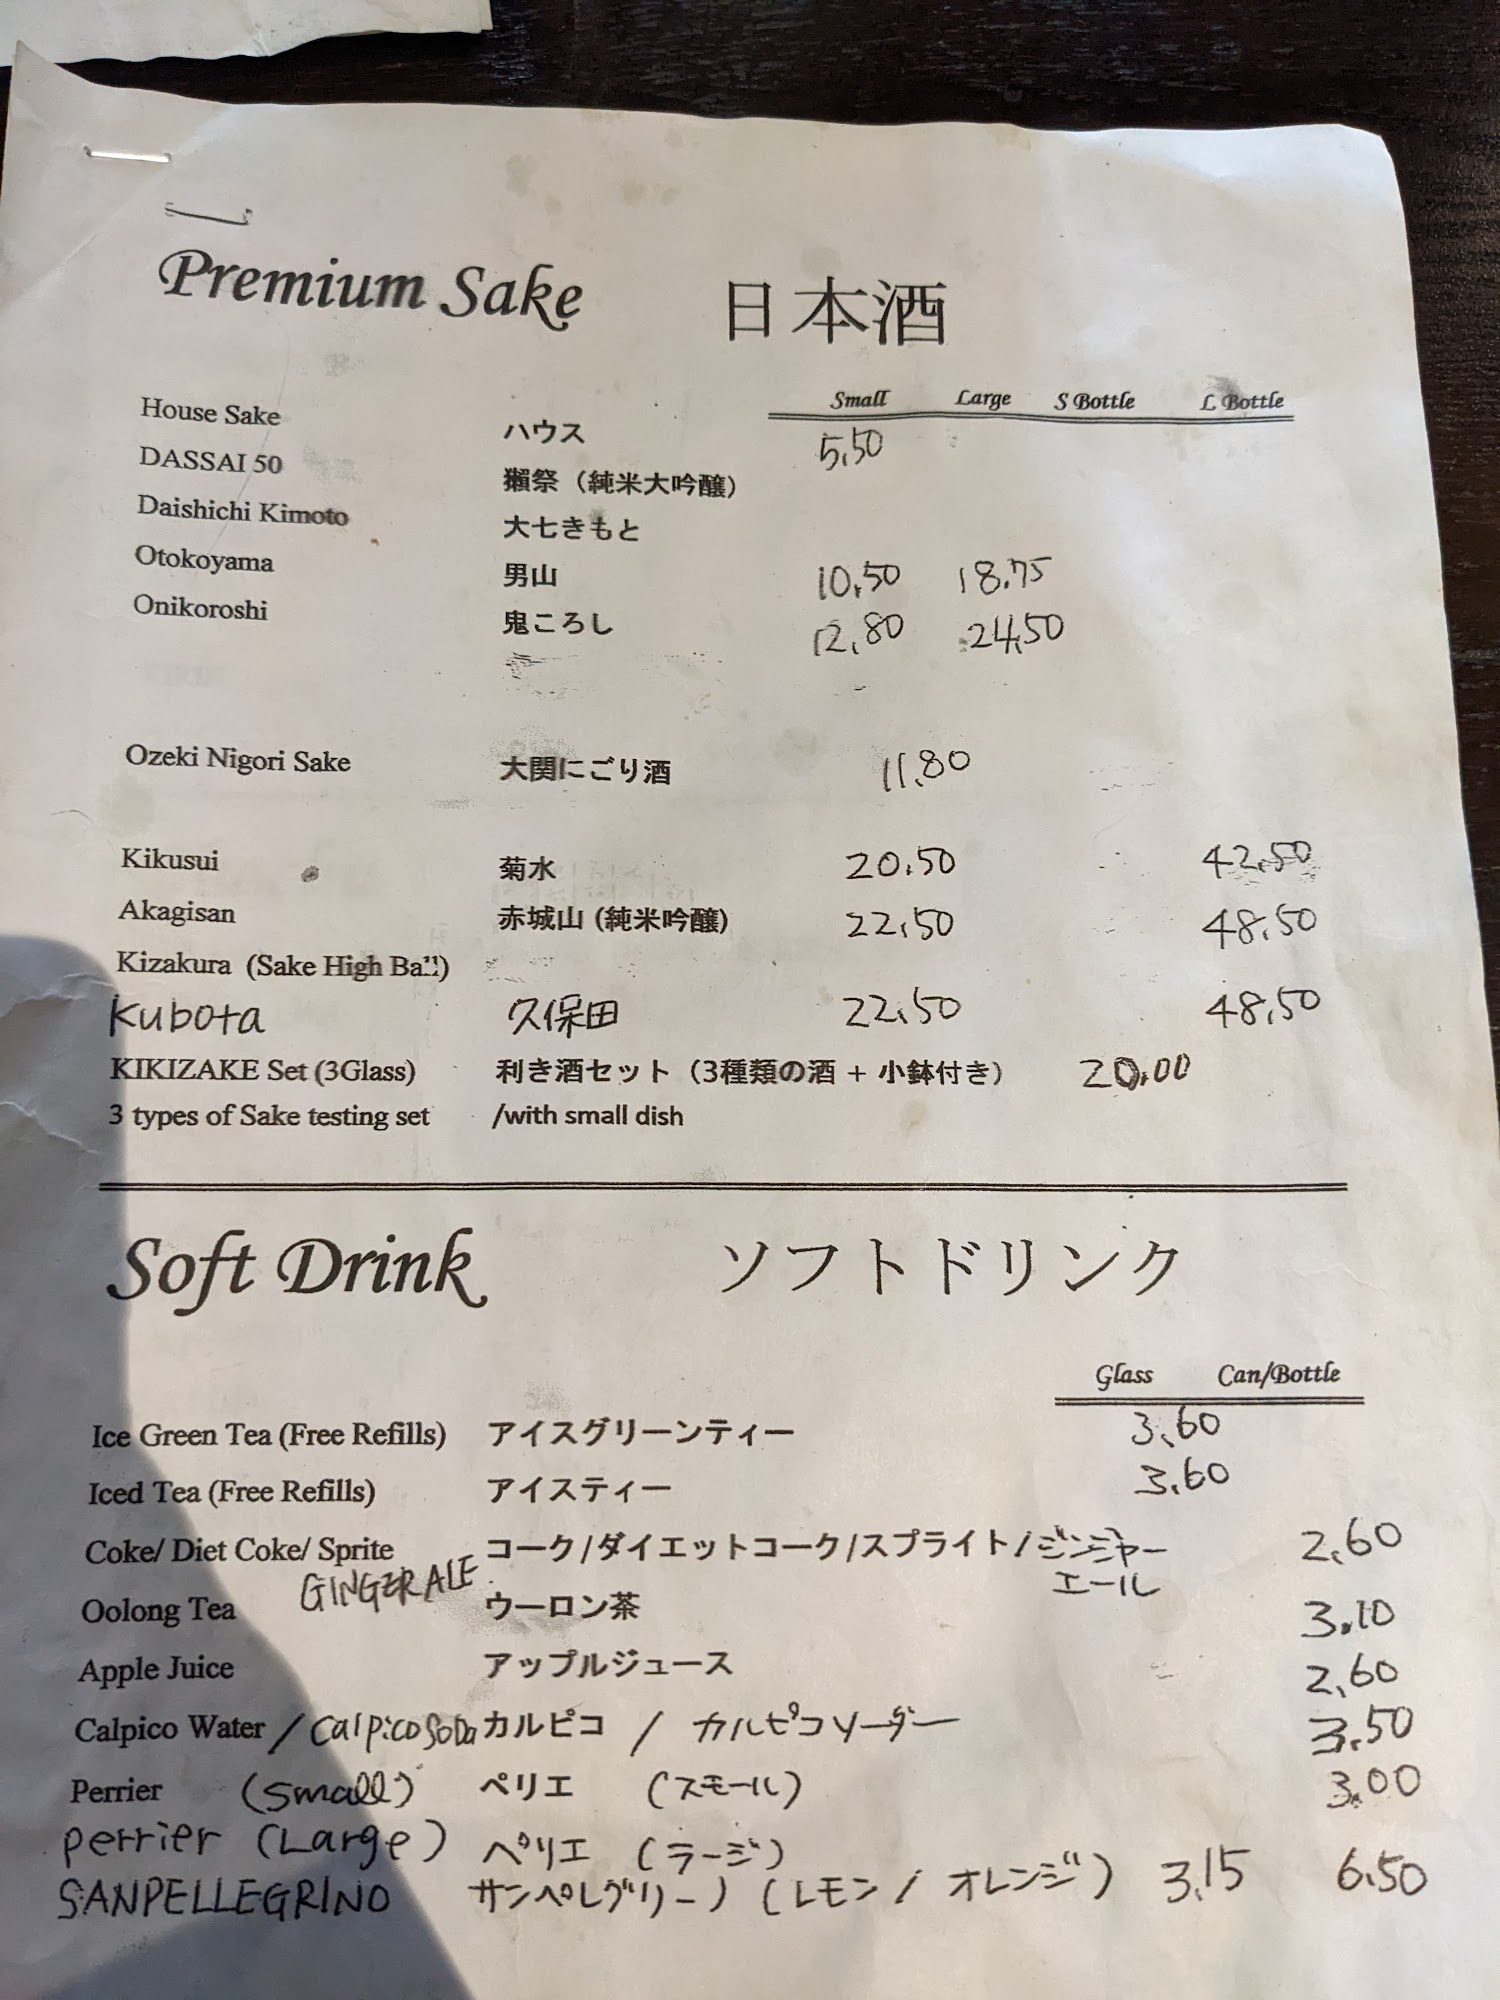 Premium Sake 日本酒
Small Large S Bottle L Bottle
House Sake ハウス 5.50
DASSAI 50 獺祭（純米大吟醸）
Daishichi Kimoto 大七きもと
Otokoyama 男山 10.50 18.75
Onikoroshi 鬼ころし 12.80 24.50
Ozeki Nigori Sake 大関にごり酒 11.80
Kikusui 菊水 20.50 42.50
Akagisan 赤城山 (純米吟醸) 22.50 48.50
Kizakura (Sake High Ball)
Kubota 久保田 22.50 48.50
KIKIZAKE Set (3Glass) 利き酒セット（3種類の酒 + 小鉢付き） 20.00
3 types of Sake testing set /with small dish
Soft Drink ソフトドリンク
Glass Can/Bottle
Ice Green Tea (Free Refills) アイスグリーンティー 3.60
Iced Tea (Free Refills) アイスティー 3.60
Coke/ Diet Coke/ Sprite コーク/ダイエットコーク/スプライト/ジンジャー 2.60
GINGER ALE エール
Oolong Tea ウーロン茶 3.10
Apple Juice アップルジュース 2.60
Calpico Water / Calpico Soda カルピコ / カルピコソーダー 3.50
Perrier (small) ペリエ (スモール) 3.00
perrier (Large) ペリエ (ラージ) 6.50
SANPELLEGRINO サンペレグリーノ (レモン / オレンジ) 3.15